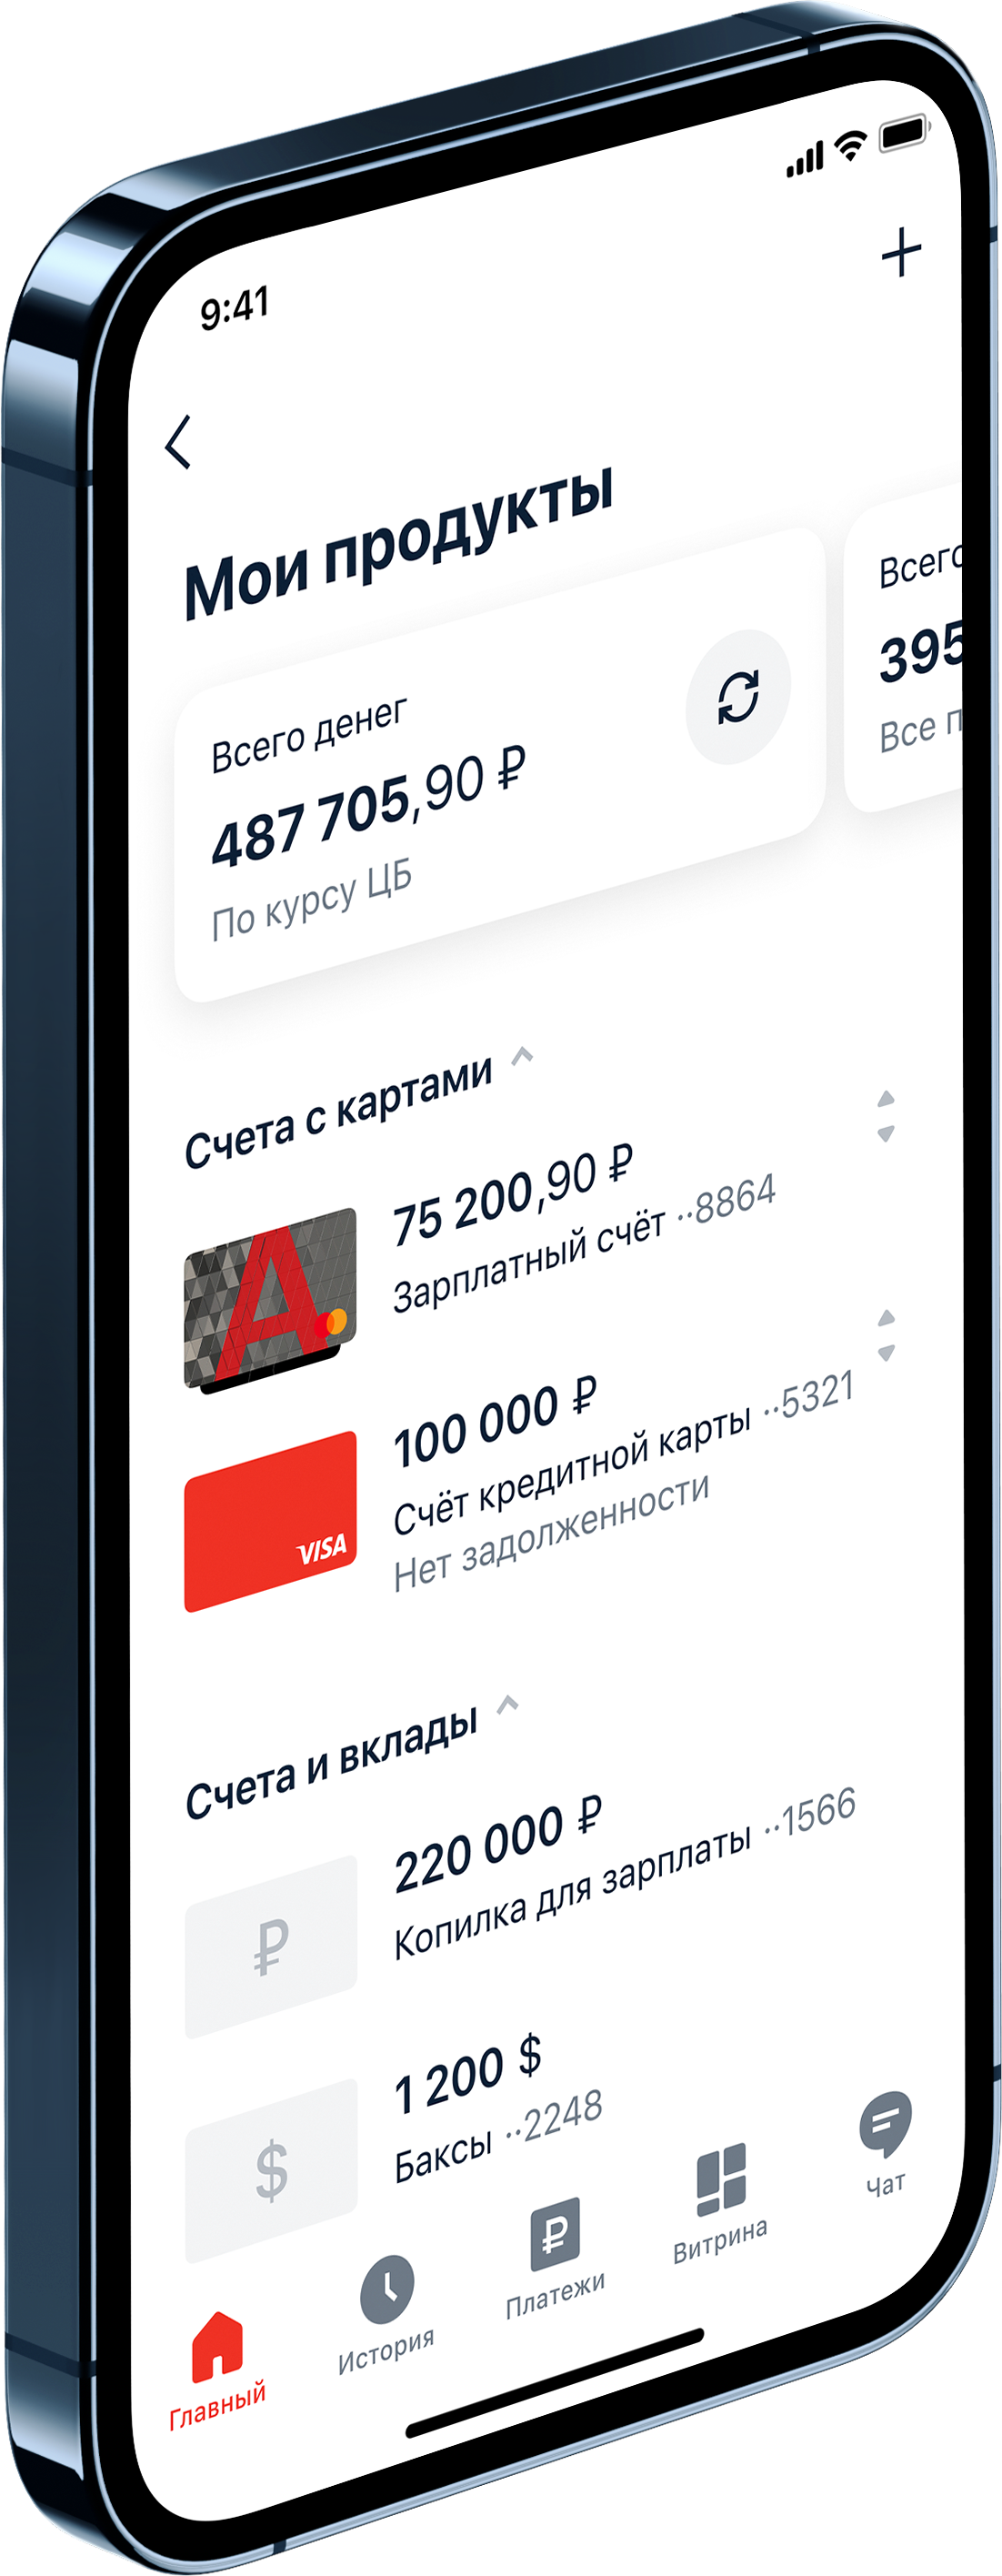 9:41
Мои продукты
Всего денег
487 705,90 ₽
По курсу ЦБ
395
Все
Счета с картами
75 200,90 ₽
Зарплатный счёт ··8864
100 000 ₽
Счёт кредитной карты ··5321
Нет задолженности
VISA
Счета и вклады
₽
220 000 ₽
Копилка для зарплаты ··1566
$
1 200 $
Баксы ··2248
Главный
История
₽
Платежи
Витрина
Чат